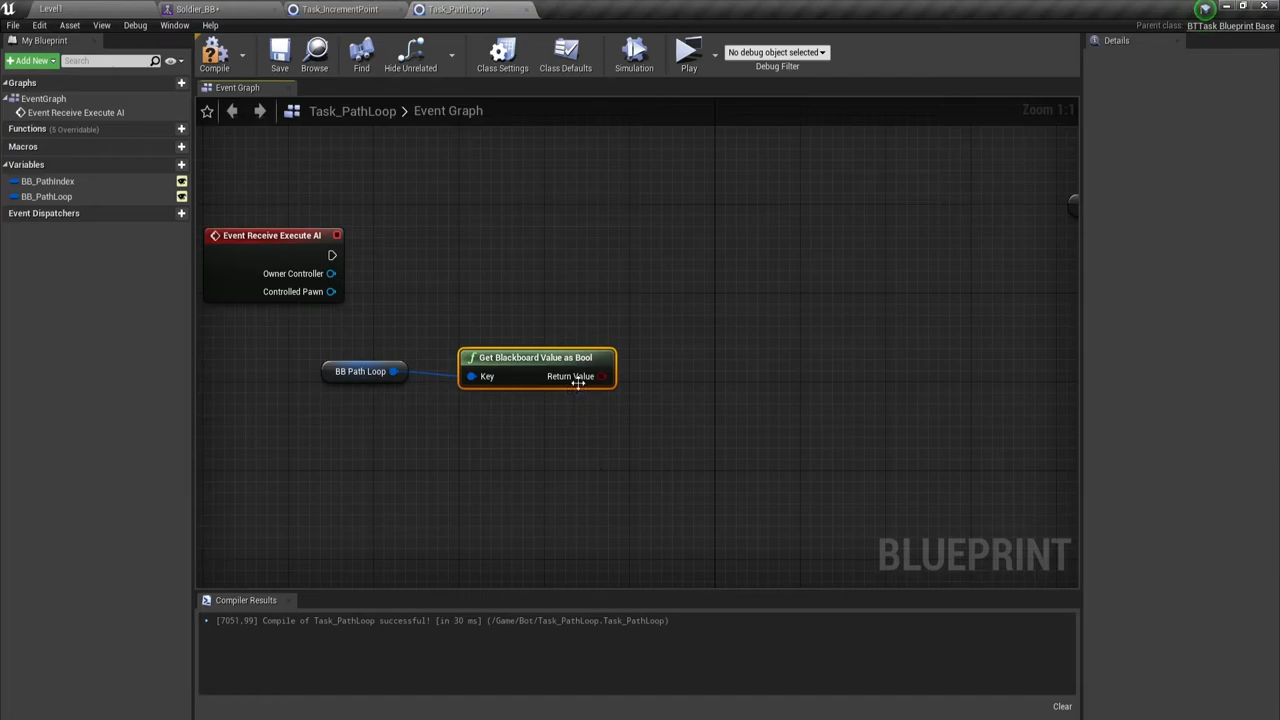 Level1
Soldier_BB*
Task_IncrementPoint
Task_PathLoop*
File Edit Asset View Debug Window Help
Parent class: BTTask Blueprint Base
My Blueprint
Details
+Add New
Search
Compile
Save
Browse
Find
Hide Unrelated
Class Settings
Class Defaults
Simulation
Play
No debug object selected
Debug Filter
Graphs
EventGraph
Event Receive Execute AI
Functions (5 Overridable)
Macros
Variables
BB_PathIndex
BB_PathLoop
Event Dispatchers
Event Graph
Task_PathLoop > Event Graph
Zoom 1:1
Event Receive Execute AI
Owner Controller
Controlled Pawn
BB Path Loop
Get Blackboard Value as Bool
Key
Return Value
BLUEPRINT
Compiler Results
[7051,99] Compile of Task_PathLoop successful! [in 30 ms] (/Game/Bot/Task_PathLoop.Task_PathLoop)
Clear